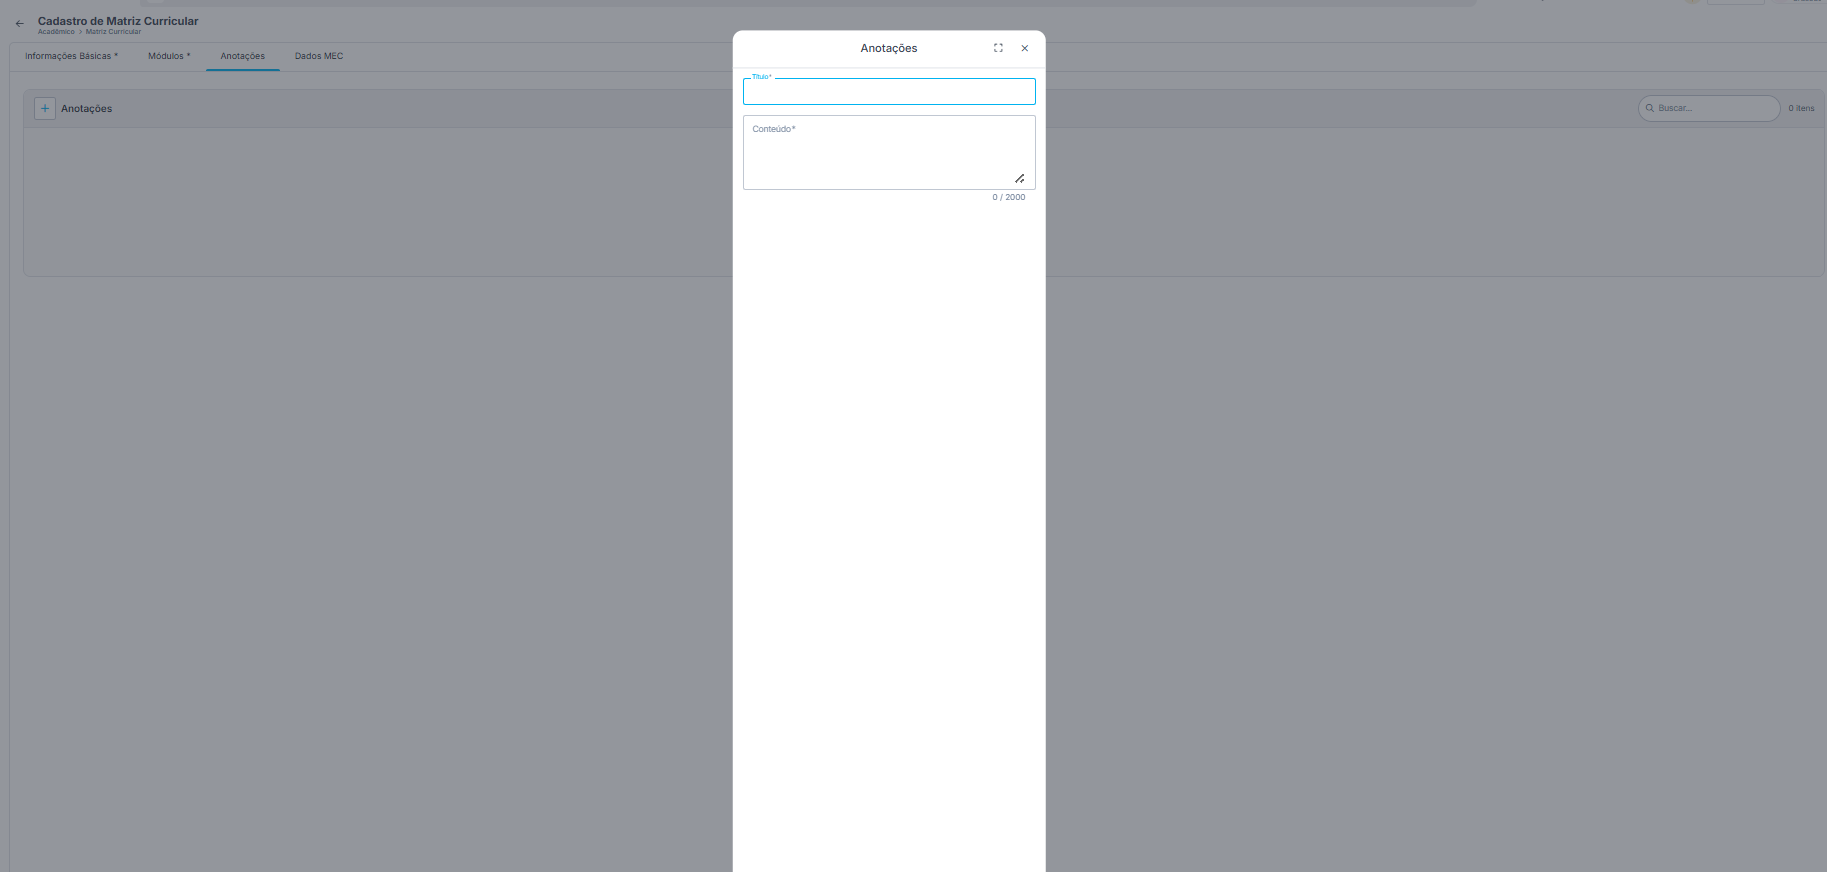 Cadastro de Matriz Curricular
Acadêmico > Matriz Curricular
Informações Básicas * Módulos * Anotações Dados MEC
Anotações
Buscar...
0 itens
Anotações
Título*
Conteúdo*
0 / 2000